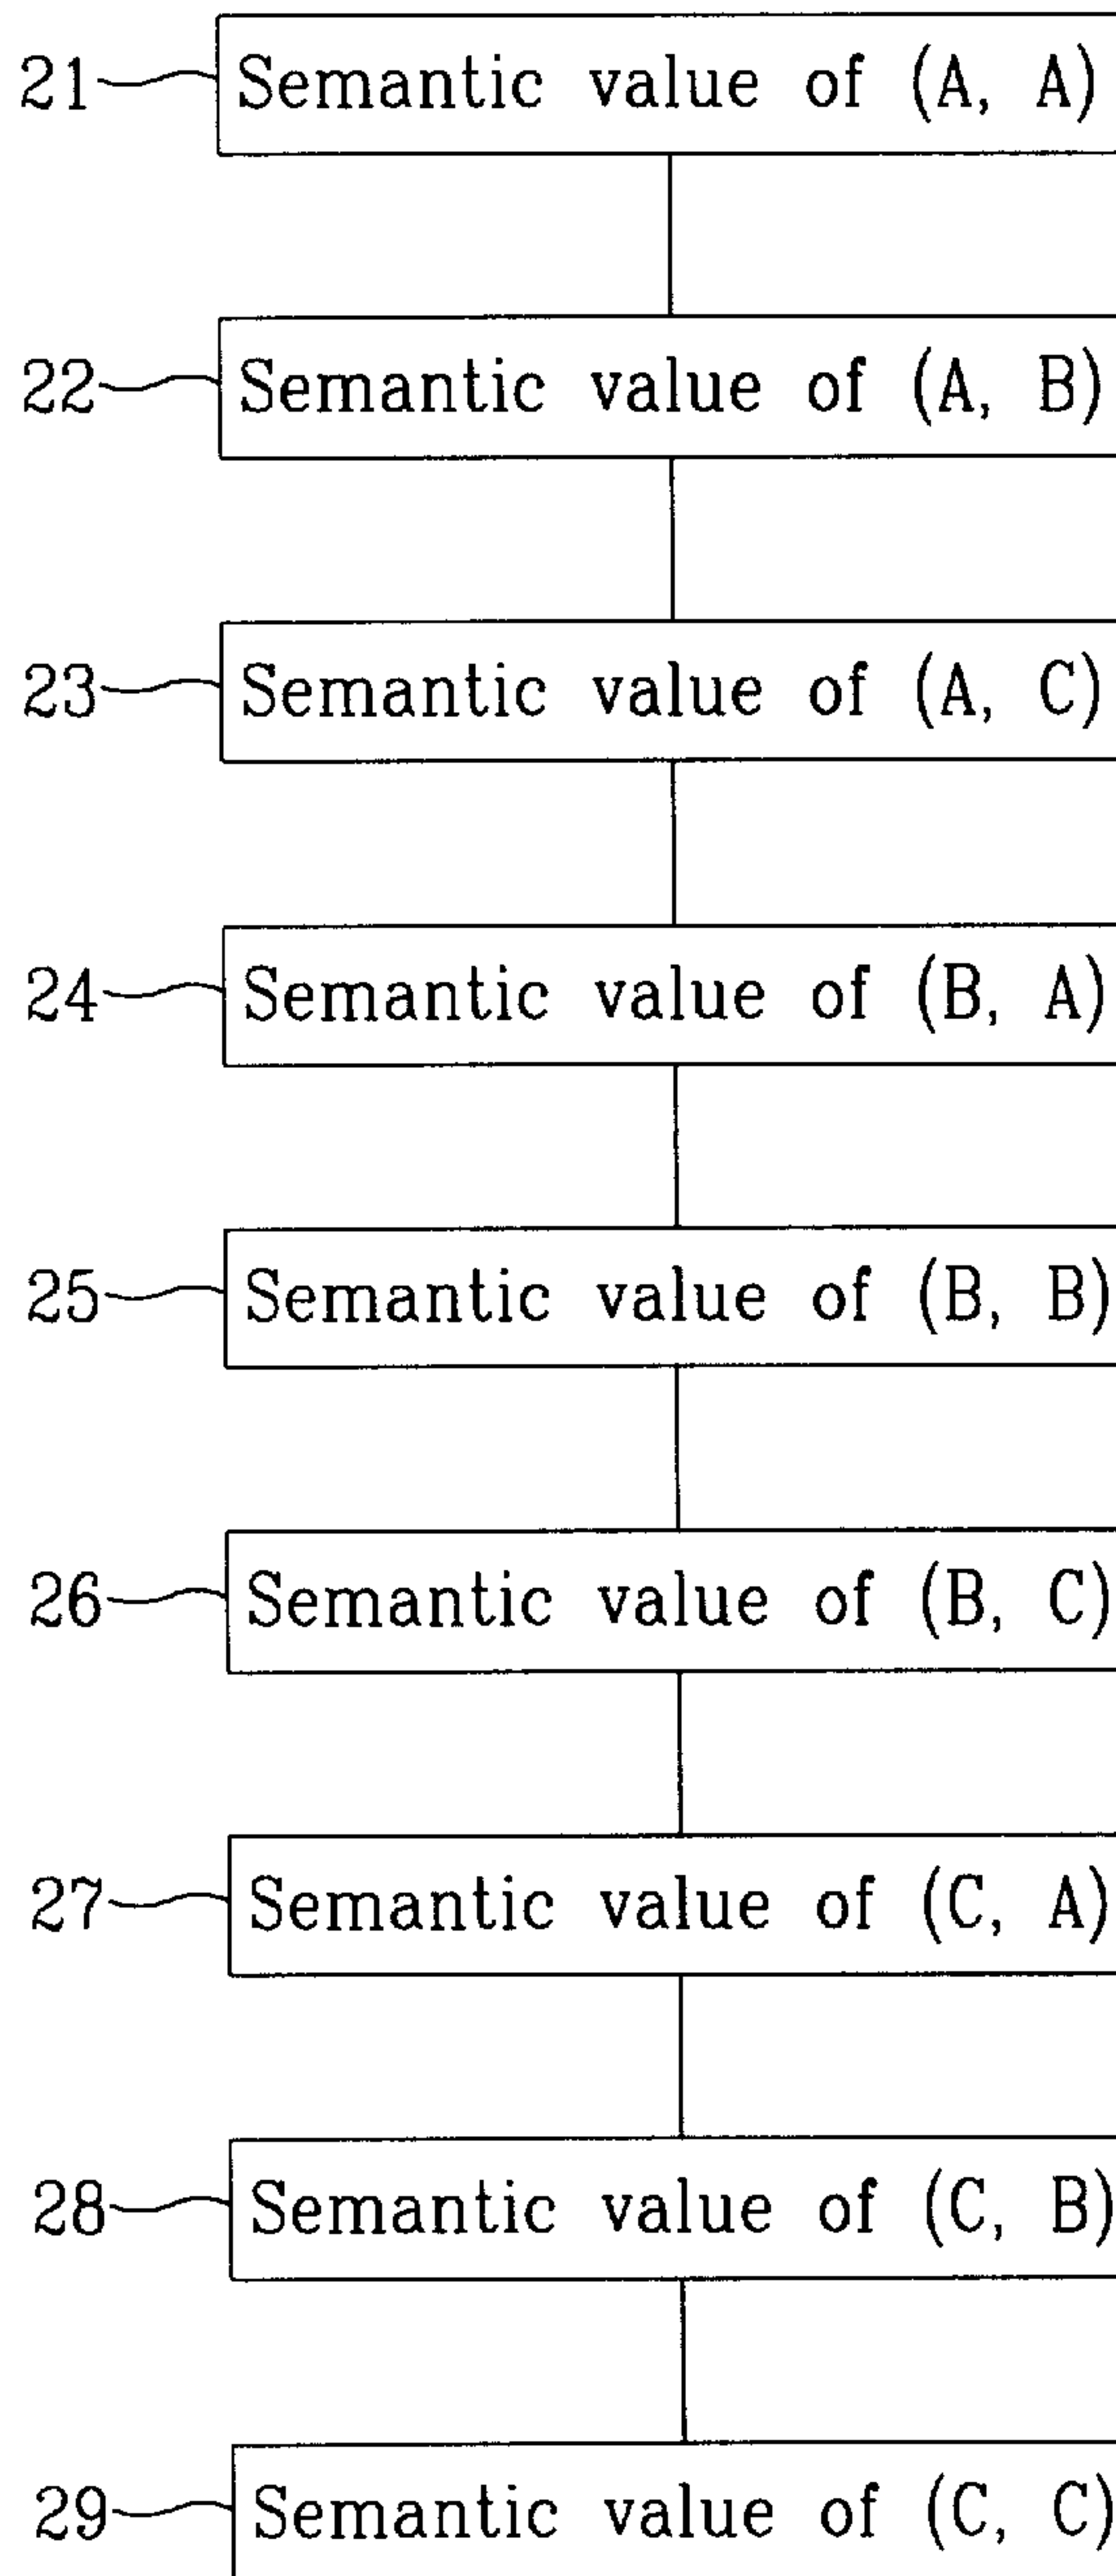 21 Semantic value of (A, A)
22 Semantic value of (A, B)
23 Semantic value of (A, C)
24 Semantic value of (B, A)
25 Semantic value of (B, B)
26 Semantic value of (B, C)
27 Semantic value of (C, A)
28 Semantic value of (C, B)
29 Semantic value of (C, C)